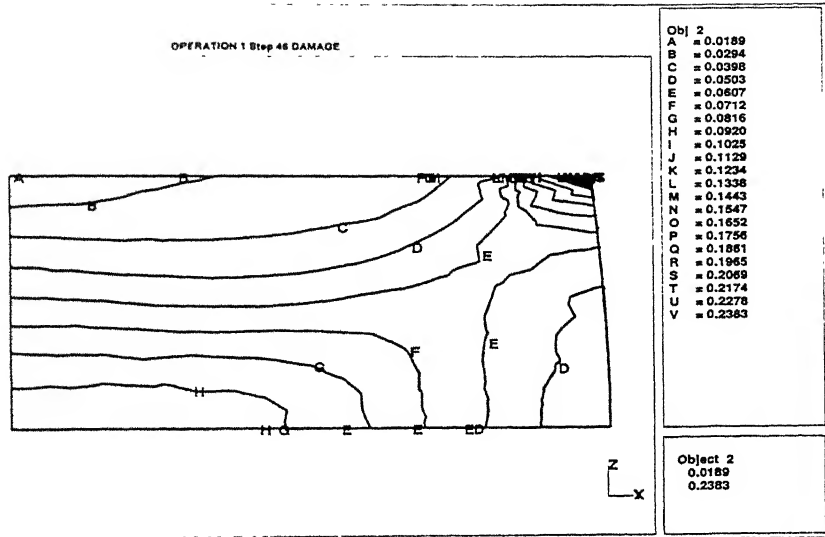 OPERATION 1 Step 46 DAMAGE
Obj 2
A = 0.0189
B = 0.0294
C = 0.0398
D = 0.0503
E = 0.0607
F = 0.0712
G = 0.0816
H = 0.0920
I = 0.1025
J = 0.1129
K = 0.1234
L = 0.1338
M = 0.1443
N = 0.1547
O = 0.1652
P = 0.1756
Q = 0.1861
R = 0.1965
S = 0.2069
T = 0.2174
U = 0.2278
V = 0.2383
A B
B
C
D
E
F
E
G
D
H
H G E E E D
Z
X
Object 2
0.0189
0.2383